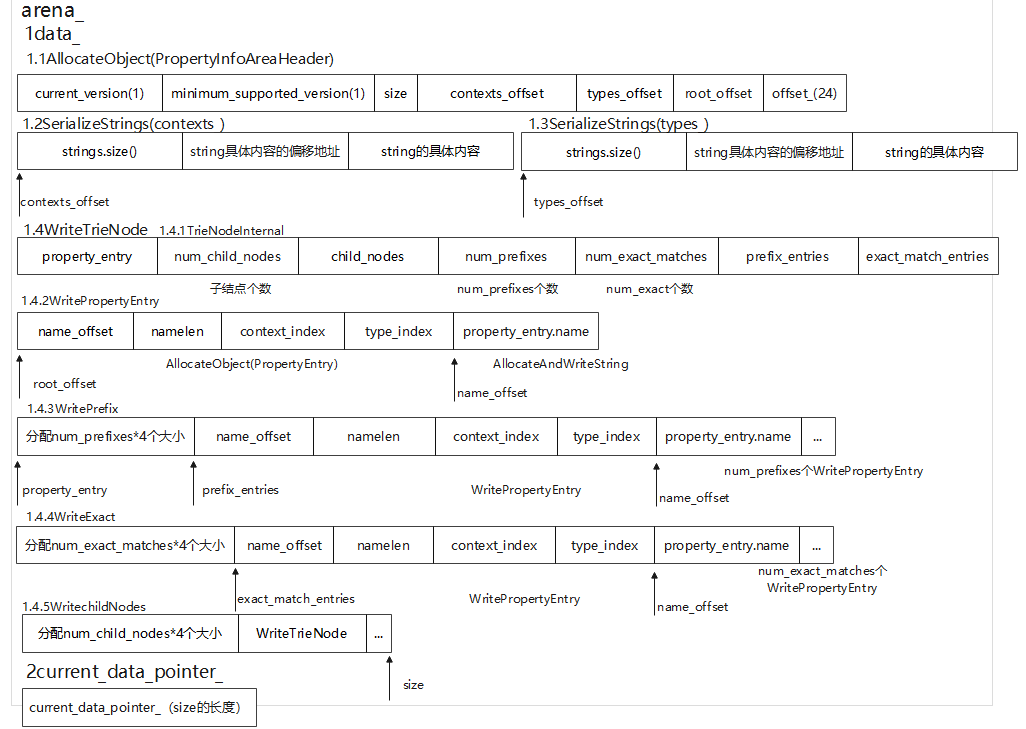 arena_
1data_
1.1AllocateObject(PropertyInfoAreaHeader)
current_version(1) minimum_supported_version(1) size contexts_offset types_offset root_offset offset_(24)
1.2SerializeStrings(contexts ) 1.3SerializeStrings(types )
strings.size() string具体内容的偏移地址 string的具体内容 strings.size() string具体内容的偏移地址 string的具体内容
contexts_offset types_offset
1.4WriteTrieNode 1.4.1TrieNodeInternal
property_entry num_child_nodes child_nodes num_prefixes num_exact_matches prefix_entries exact_match_entries
子结点个数 num_prefixes个数 num_exact个数
1.4.2WritePropertyEntry
name_offset namelen context_index type_index property_entry.name
AllocateObject(PropertyEntry) AllocateAndWriteString
root_offset name_offset
1.4.3WritePrefix
分配num_prefixes*4个大小 name_offset namelen context_index type_index property_entry.name ...
num_prefixes个WritePropertyEntry
property_entry prefix_entries WritePropertyEntry name_offset
1.4.4WriteExact
分配num_exact_matches*4个大小 name_offset namelen context_index type_index property_entry.name ...
num_exact_matches个
WritePropertyEntry
exact_match_entries WritePropertyEntry name_offset
1.4.5WritechildNodes
分配num_child_nodes*4个大小 WriteTrieNode ...
2current_data_pointer_
size
current_data_pointer_（size的长度）